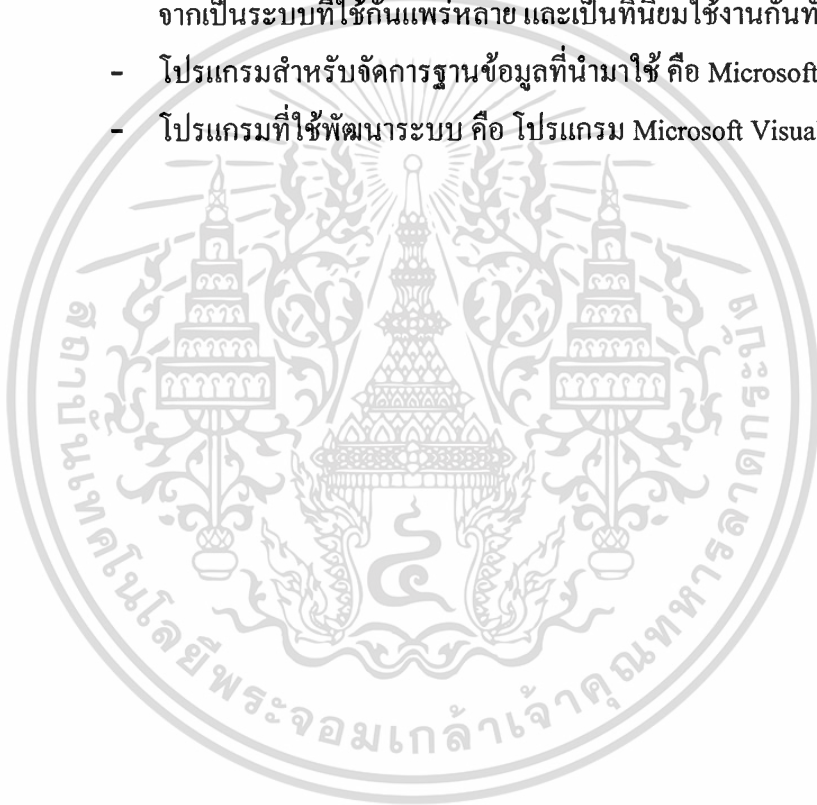 จากเป็นระบบที่ใช้กันแพร่หลาย และเป็นที่นิยมใช้งานกัน
- โปรแกรมสำหรับจัดการฐานข้อมูลที่นำมาใช้ คือ Microsoft
- โปรแกรมที่ใช้พัฒนาระบบ คือ โปรแกรม Microsoft
สถาบันเทคโนโลยีพระจอมเกล้าเจ้าคุณทหารลาดกระบัง
๔